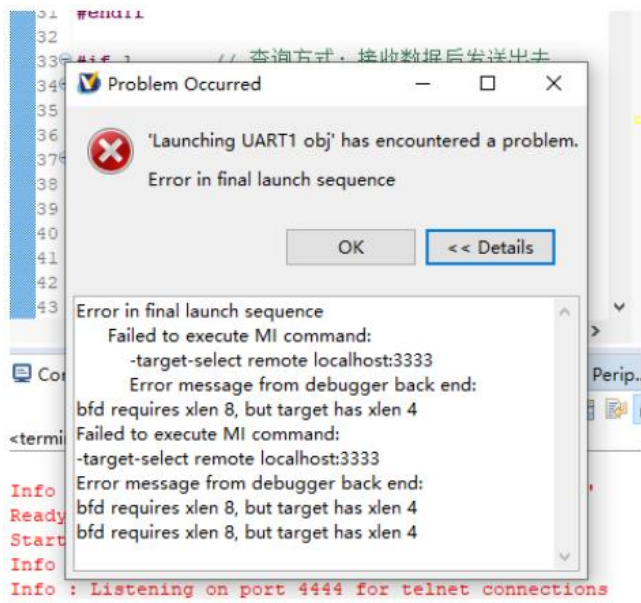 31 #endif
32
33 #if 1 // 查询方式：接收数据后发送出去
34
35
36
37
38
39
40
41
42
43
Problem Occurred
'Launching UART1 obj' has encountered a problem.
Error in final launch sequence
OK
<< Details
Error in final launch sequence
Failed to execute MI command:
-target-select remote localhost:3333
Error message from debugger back end:
bfd requires xlen 8, but target has xlen 4
Failed to execute MI command:
-target-select remote localhost:3333
Error message from debugger back end:
bfd requires xlen 8, but target has xlen 4
bfd requires xlen 8, but target has xlen 4
Perip..
<termi
Info
Ready
Start
Info
Info : Listening on port 4444 for telnet connections